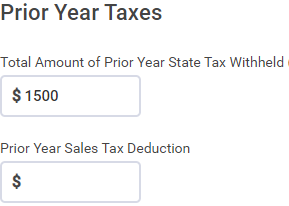 Prior Year Taxes
Total Amount of Prior Year State Tax Withheld
$ 1500
Prior Year Sales Tax Deduction
$